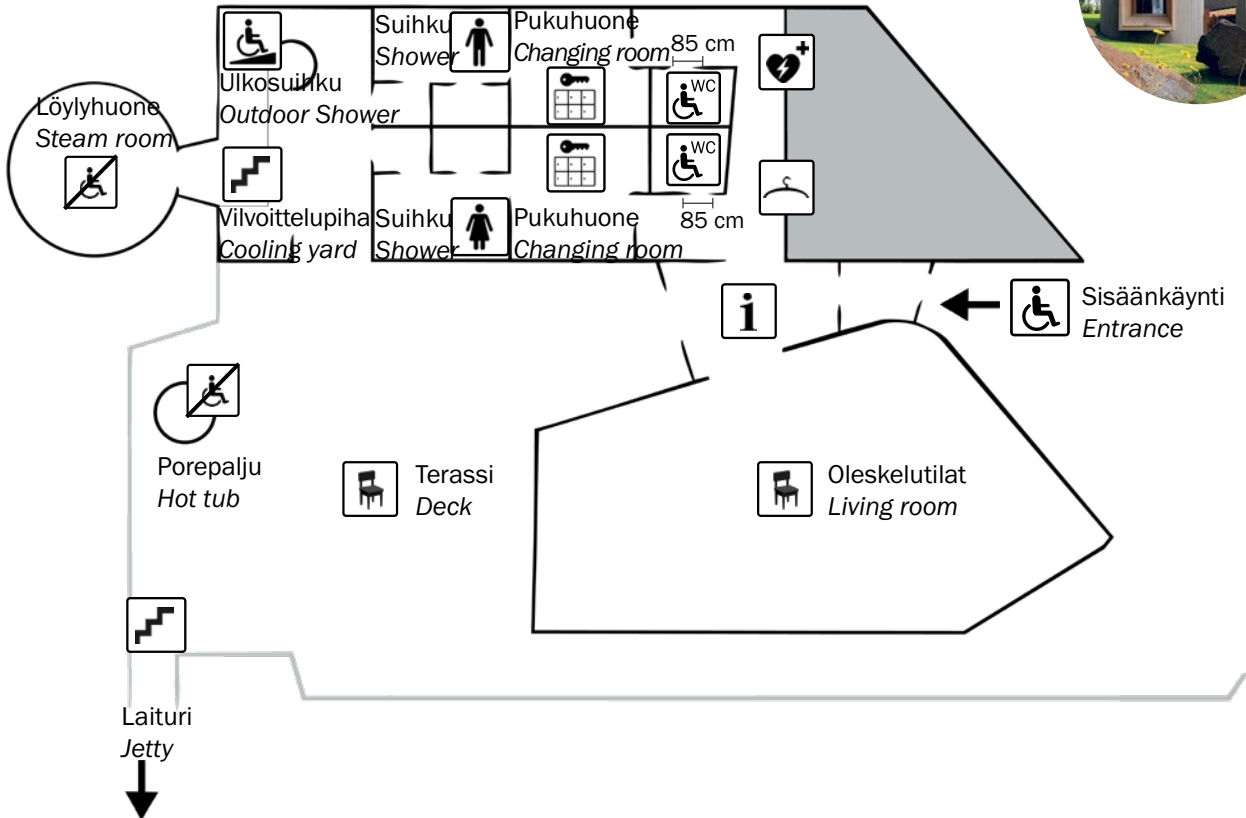 Suihku
Shower
Pukuhuone
Changing room
85 cm
Ulkosuihku
Outdoor Shower
Löylyhuone
Steam room
WC
WC
Vilvoittelupiha
Cooling yard
Suihku
Shower
Pukuhuone
Changing room
85 cm
i
Sisäänkäynti
Entrance
Porepalju
Hot tub
Terassi
Deck
Oleskelutilat
Living room
Laituri
Jetty